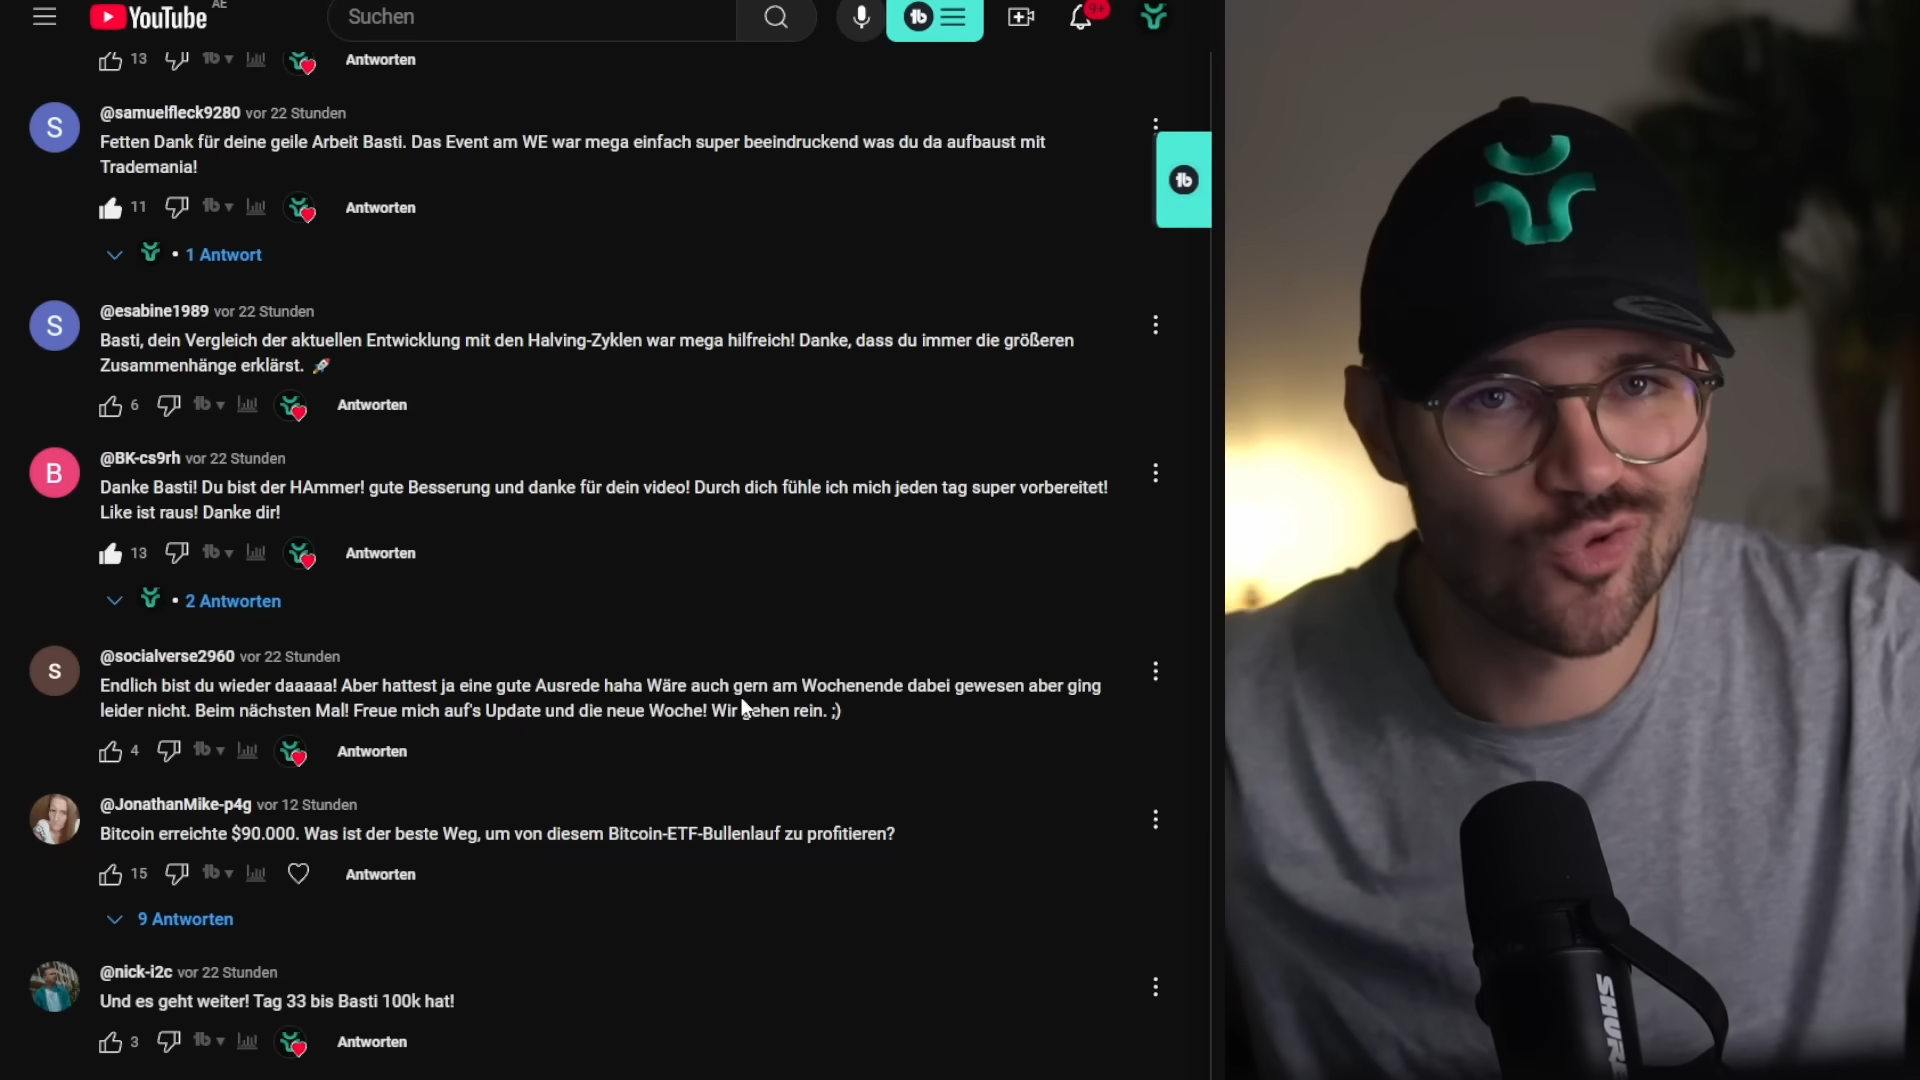 AE
YouTube
Suchen
9+
13
Antworten
@samuelfleck9280 vor 22 Stunden
Fetten Dank für deine geile Arbeit Basti. Das Event am WE war mega einfach super beeindruckend was du da aufbaust mit
Trademania!
11
Antworten
• 1 Antwort
S
@esabine1989 vor 22 Stunden
Basti, dein Vergleich der aktuellen Entwicklung mit den Halving-Zyklen war mega hilfreich! Danke, dass du immer die größeren
Zusammenhänge erklärst. 🚀
6
Antworten
S
@BK-cs9rh vor 22 Stunden
Danke Basti! Du bist der HAmmer! gute Besserung und danke für dein video! Durch dich fühle ich mich jeden tag super vorbereitet!
Like ist raus! Danke dir!
B
13
Antworten
• 2 Antworten
@socialverse2960 vor 22 Stunden
Endlich bist du wieder daaaaa! Aber hattest ja eine gute Ausrede haha Wäre auch gern am Wochenende dabei gewesen aber ging
leider nicht. Beim nächsten Mal! Freue mich auf's Update und die neue Woche! Wir rein. ;)
s
4
Antworten
@JonathanMike-p4g vor 12 Stunden
Bitcoin erreichte $90.000. Was ist der beste Weg, um von diesem Bitcoin-ETF-Bullenlauf zu profitieren?
15
Antworten
9 Antworten
@nick-i2c vor 22 Stunden
Und es geht weiter! Tag 33 bis Basti 100k hat!
3
Antworten
SHURE